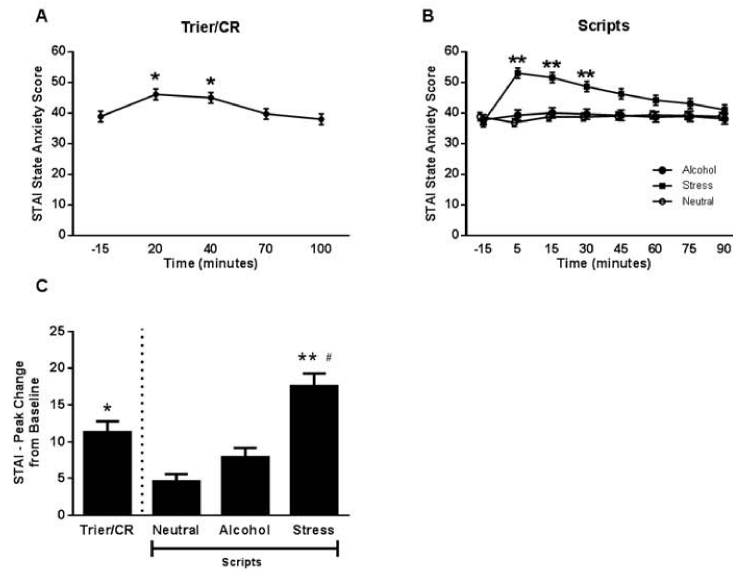 A
Trier/CR
STAI State Anxiety Score
60
50
40
30
20
10
0
*
*
-15 20 40 70 100
Time (minutes)
B
Scripts
STAI State Anxiety Score
60
50
40
30
20
10
0
**
**
**
Alcohol
Stress
Neutral
-15 5 15 30 45 60 75 90
Time (minutes)
C
STAI - Peak Change
from Baseline
25
20
15
10
5
0
*
** #
Trier/CR Neutral Alcohol Stress
Scripts